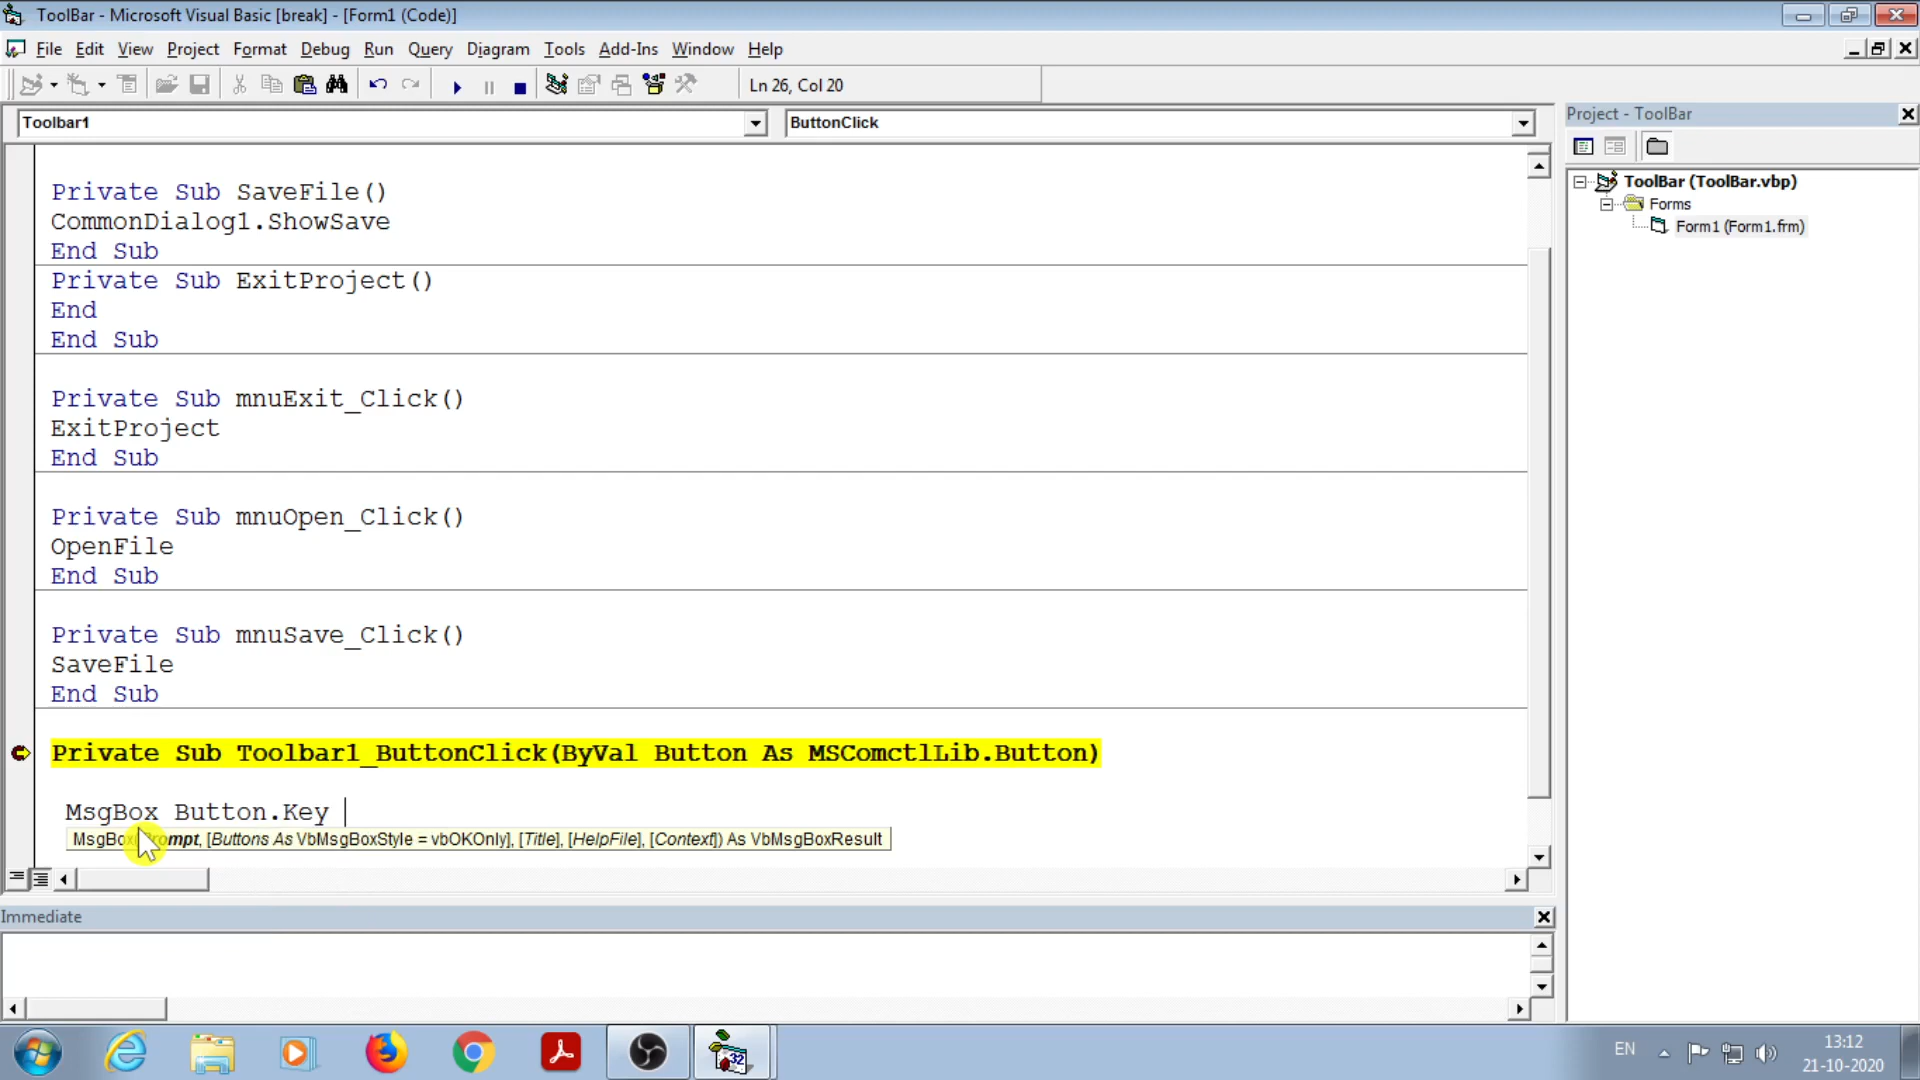 ToolBar - Microsoft Visual Basic [break] - [Form1 (Code)]
File Edit View Project Format Debug Run Query Diagram Tools Add-Ins Window Help
Ln 26, Col 20
Toolbar1 ButtonClick
Project - ToolBar
ToolBar (ToolBar.vbp)
Forms
Form1 (Form1.frm)
Private Sub SaveFile()
CommonDialog1.ShowSave
End Sub
Private Sub ExitProject()
End
End Sub
Private Sub mnuExit_Click()
ExitProject
End Sub
Private Sub mnuOpen_Click()
OpenFile
End Sub
Private Sub mnuSave_Click()
SaveFile
End Sub
Private Sub Toolbar1_ButtonClick(ByVal Button As MSComctlLib.Button)
MsgBox Button.Key
MsgBox(Prompt, [Buttons As VbMsgBoxStyle = vbOKOnly], [Title], [HelpFile], [Context]) As VbMsgBoxResult
Immediate
32
EN
13:12
21-10-2020